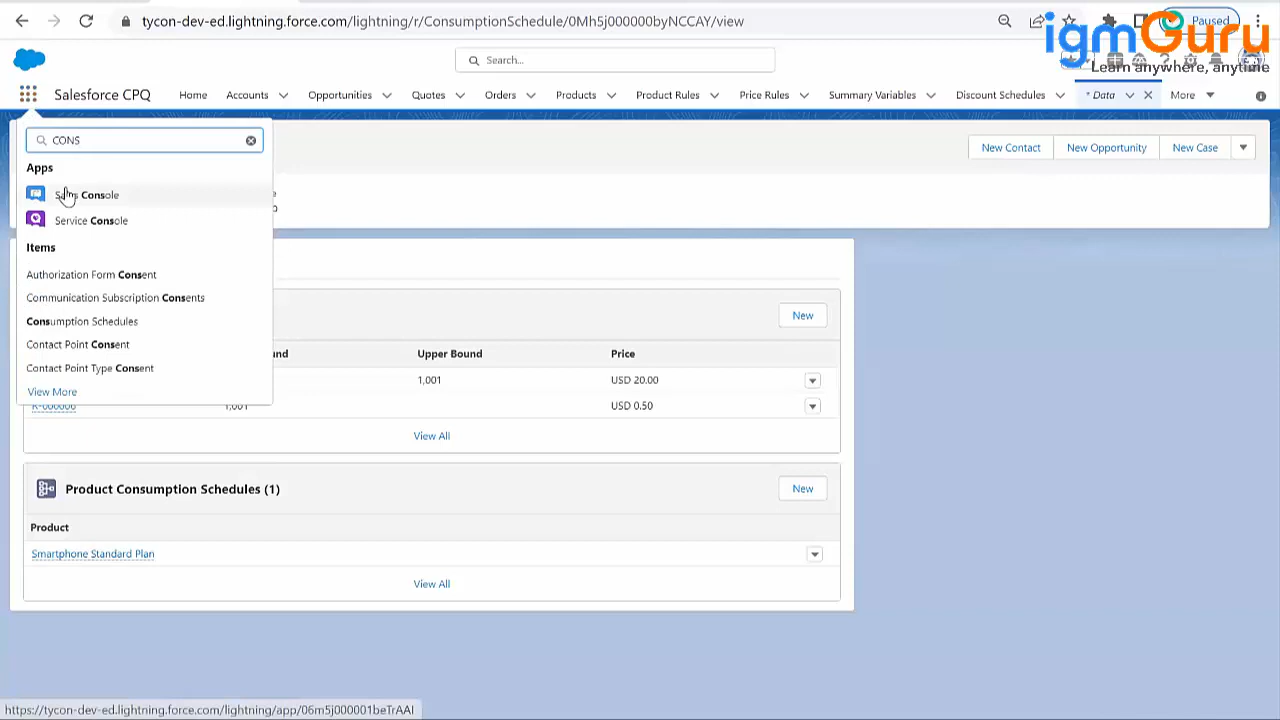 tycon-dev-ed.lightning.force.com/lightning/r/ConsumptionSchedule/0Mh5j000000byNCCAY/view
Paused
igmGuru
Learn anywhere, anytime
Search...
Salesforce CPQ
Home
Accounts
Opportunities
Quotes
Orders
Products
Product Rules
Price Rules
Summary Variables
Discount Schedules
* Data
More
CONS
New Contact
New Opportunity
New Case
Apps
Sales Console
Service Console
Items
Authorization Form Consent
Communication Subscription Consents
Consumption Schedules
New
Contact Point Consent
Upper Bound
Price
Contact Point Type Consent
1,001
USD 20.00
View More
1,001
USD 0.50
View All
Product Consumption Schedules (1)
New
Product
Smartphone Standard Plan
View All
https://tycon-dev-ed.lightning.force.com/lightning/app/06m5j000001beTrAAI